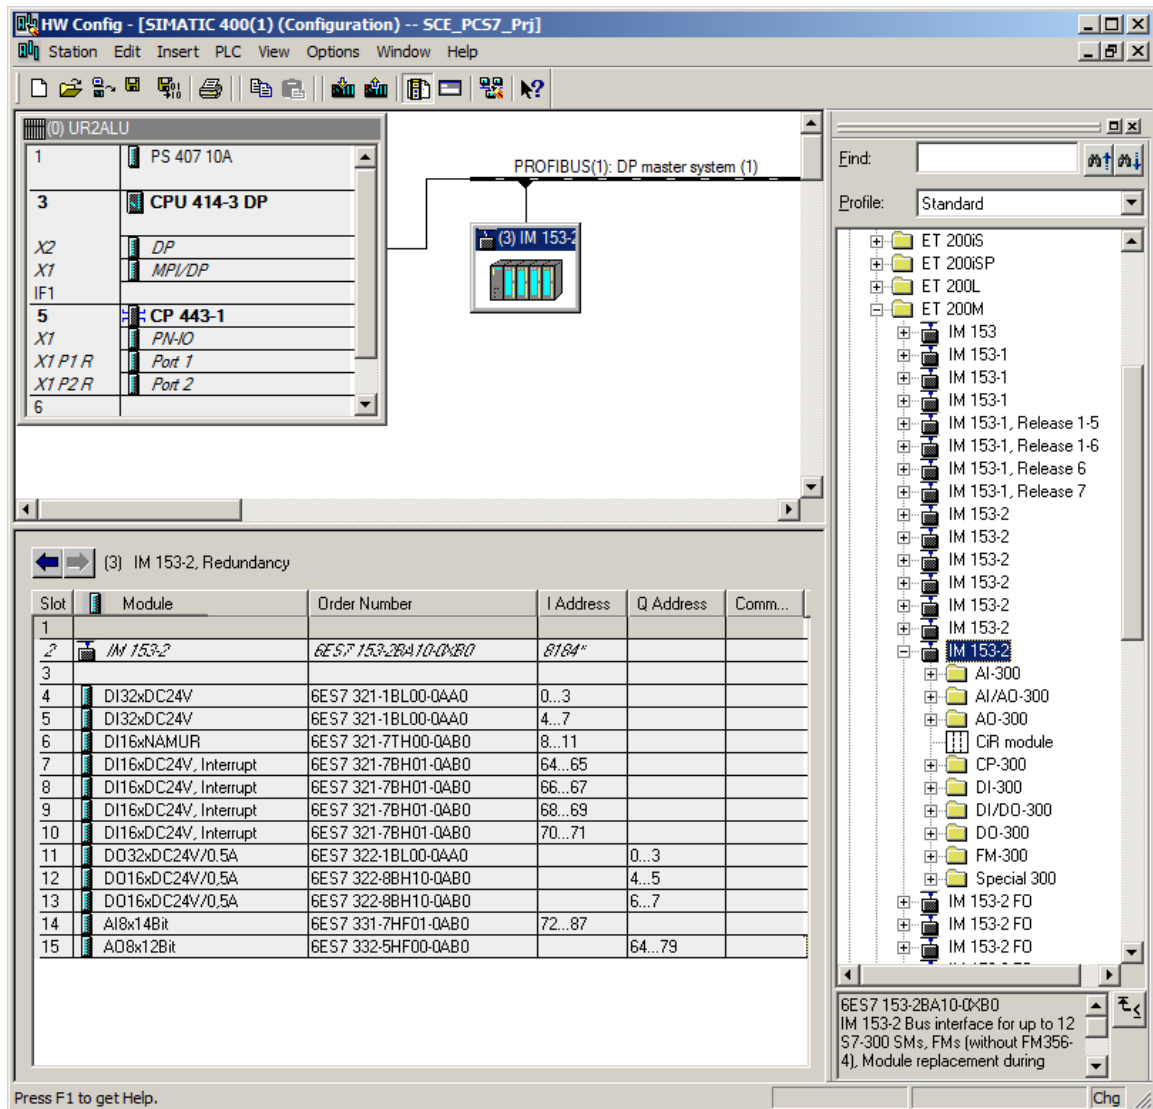 HW Config - [SIMATIC 400(1) (Configuration) -- SCE_PCS7_Prj]
Station Edit Insert PLC View Options Window Help
(0) UR2ALU
1 PS 407 10A
3 CPU 414-3 DP
X2 DP
X1 MPI/DP
IF1
5 CP 443-1
X1 PN-IO
X1 P1 R Port 1
X1 P2 R Port 2
6
PROFIBUS(1): DP master system (1)
(3) IM 153-2
(3) IM 153-2, Redundancy
Slot Module Order Number I Address Q Address Comm...
1
2 IM 153-2 6ES7 153-2BA10-0XB0 8184*
3
4 DI32xDC24V 6ES7 321-1BL00-0AA0 0...3
5 DI32xDC24V 6ES7 321-1BL00-0AA0 4...7
6 DI16xNAMUR 6ES7 321-7TH00-0AB0 8...11
7 DI16xDC24V, Interrupt 6ES7 321-7BH01-0AB0 64...65
8 DI16xDC24V, Interrupt 6ES7 321-7BH01-0AB0 66...67
9 DI16xDC24V, Interrupt 6ES7 321-7BH01-0AB0 68...69
10 DI16xDC24V, Interrupt 6ES7 321-7BH01-0AB0 70...71
11 DO32xDC24V/0.5A 6ES7 322-1BL00-0AA0 0...3
12 DO16xDC24V/0,5A 6ES7 322-8BH10-0AB0 4...5
13 DO16xDC24V/0,5A 6ES7 322-8BH10-0AB0 6...7
14 AI8x14Bit 6ES7 331-7HF01-0AB0 72...87
15 AO8x12Bit 6ES7 332-5HF00-0AB0 64...79
Find:
Profile: Standard
ET 200iS
ET 200iSP
ET 200L
ET 200M
IM 153
IM 153-1
IM 153-1
IM 153-1
IM 153-1, Release 1-5
IM 153-1, Release 1-6
IM 153-1, Release 6
IM 153-1, Release 7
IM 153-2
IM 153-2
IM 153-2
IM 153-2
IM 153-2
IM 153-2
IM 153-2
AI-300
AI/AO-300
AO-300
CiR module
CP-300
DI-300
DI/DO-300
DO-300
FM-300
Special 300
IM 153-2 FO
IM 153-2 FO
IM 153-2 FO
6ES7 153-2BA10-0XB0
IM 153-2 Bus interface for up to 12
S7-300 SMs, FMs (without FM356-
4), Module replacement during
Press F1 to get Help.
Chg